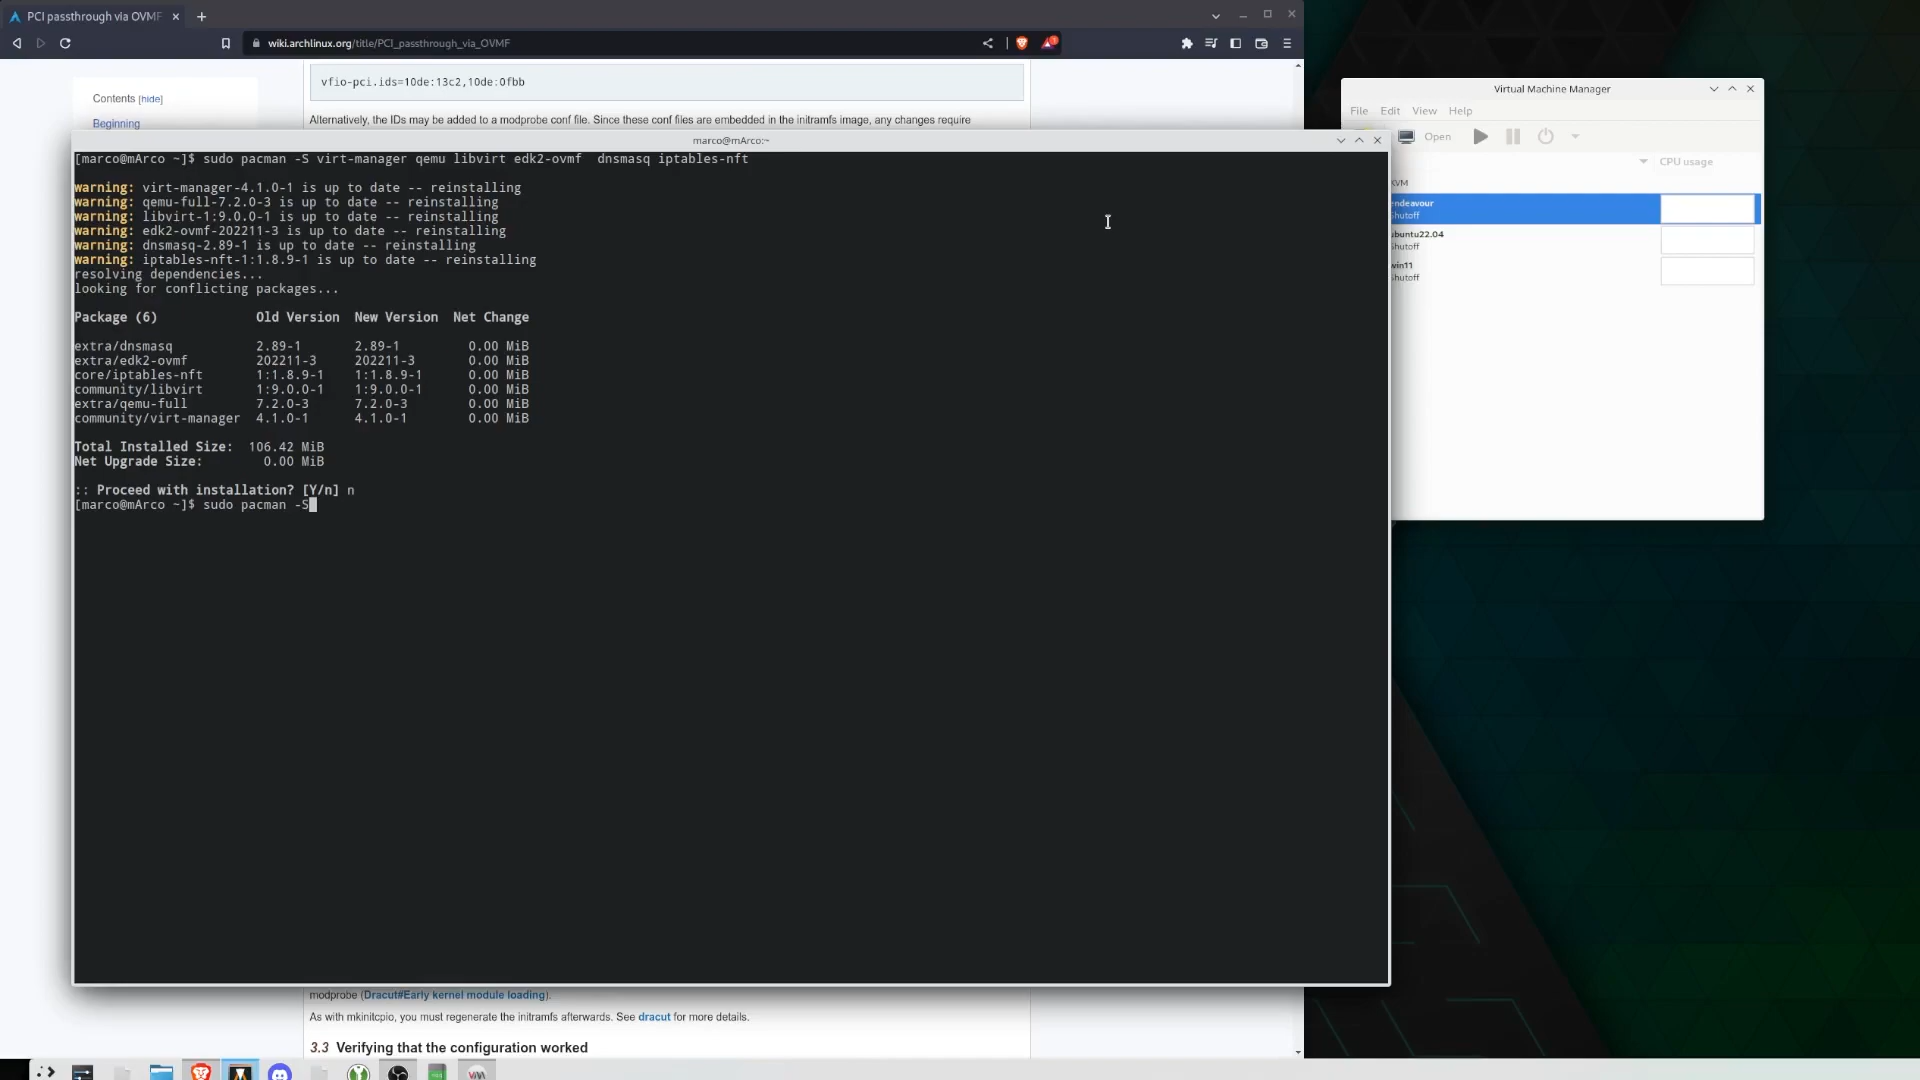 PCI passthrough via OVMF
wiki.archlinux.org/title/PCI_passthrough_via_OVMF
Contents [hide]
Beginning
vfio-pci.ids=10de:13c2,10de:0fbb
Alternatively, the IDs may be added to a modprobe conf file. Since these conf files are embedded in the initramfs image, any changes require
marco@mArco:~
[marco@mArco ~]$ sudo pacman -S virt-manager qemu libvirt edk2-ovmf  dnsmasq iptables-nft
warning: virt-manager-4.1.0-1 is up to date -- reinstalling
warning: qemu-full-7.2.0-3 is up to date -- reinstalling
warning: libvirt-1:9.0.0-1 is up to date -- reinstalling
warning: edk2-ovmf-202211-3 is up to date -- reinstalling
warning: dnsmasq-2.89-1 is up to date -- reinstalling
warning: iptables-nft-1:1.8.9-1 is up to date -- reinstalling
resolving dependencies...
looking for conflicting packages...
Package (6) Old Version New Version Net Change
extra/dnsmasq 2.89-1 2.89-1 0.00 MiB
extra/edk2-ovmf 202211-3 202211-3 0.00 MiB
core/iptables-nft 1:1.8.9-1 1:1.8.9-1 0.00 MiB
community/libvirt 1:9.0.0-1 1:9.0.0-1 0.00 MiB
extra/qemu-full 7.2.0-3 7.2.0-3 0.00 MiB
community/virt-manager 4.1.0-1 4.1.0-1 0.00 MiB
Total Installed Size: 106.42 MiB
Net Upgrade Size: 0.00 MiB
:: Proceed with installation? [Y/n] n
[marco@mArco ~]$ sudo pacman -S
modprobe (Dracut#Early kernel module loading).
As with mkinitcpio, you must regenerate the initramfs afterwards. See dracut for more details.
3.3 Verifying that the configuration worked
Virtual Machine Manager
File Edit View Help
Open
CPU usage
KVM
endeavour
Shutoff
ubuntu22.04
Shutoff
win11
Shutoff